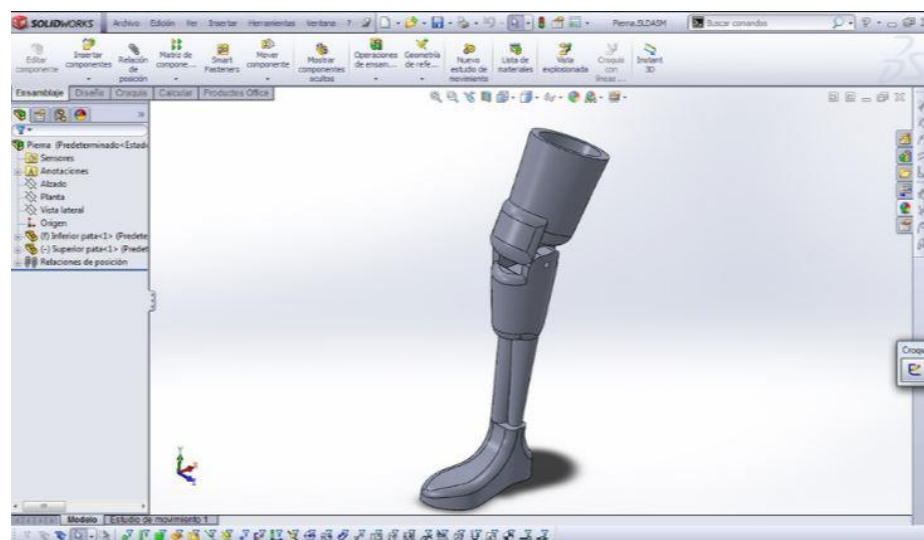 SOLIDWORKS Archivo Edición Ver Insertar Herramientas Ventana ? Pierna.SLDASM Buscar comandos
Editar componente
Insertar componentes
Relación de posición
Matriz de compone...
Smart Fasteners
Mover componente
Mostrar componentes ocultos
Operaciones de ensam...
Geometría de refe...
Nuevo estudio de movimiento
Lista de materiales
Vista explosionada
Croquis con líneas ...
Instant 3D
Ensamblaje Diseño Croquis Calcular Productos Office
Pierna (Predeterminado<Estad
Sensores
Anotaciones
Alzado
Planta
Vista lateral
Origen
(f) Inferior pata<1> (Predete
(-) Superior pata<1> (Predet
Relaciones de posición
Croqu
Modelo Estudio de movimiento 1